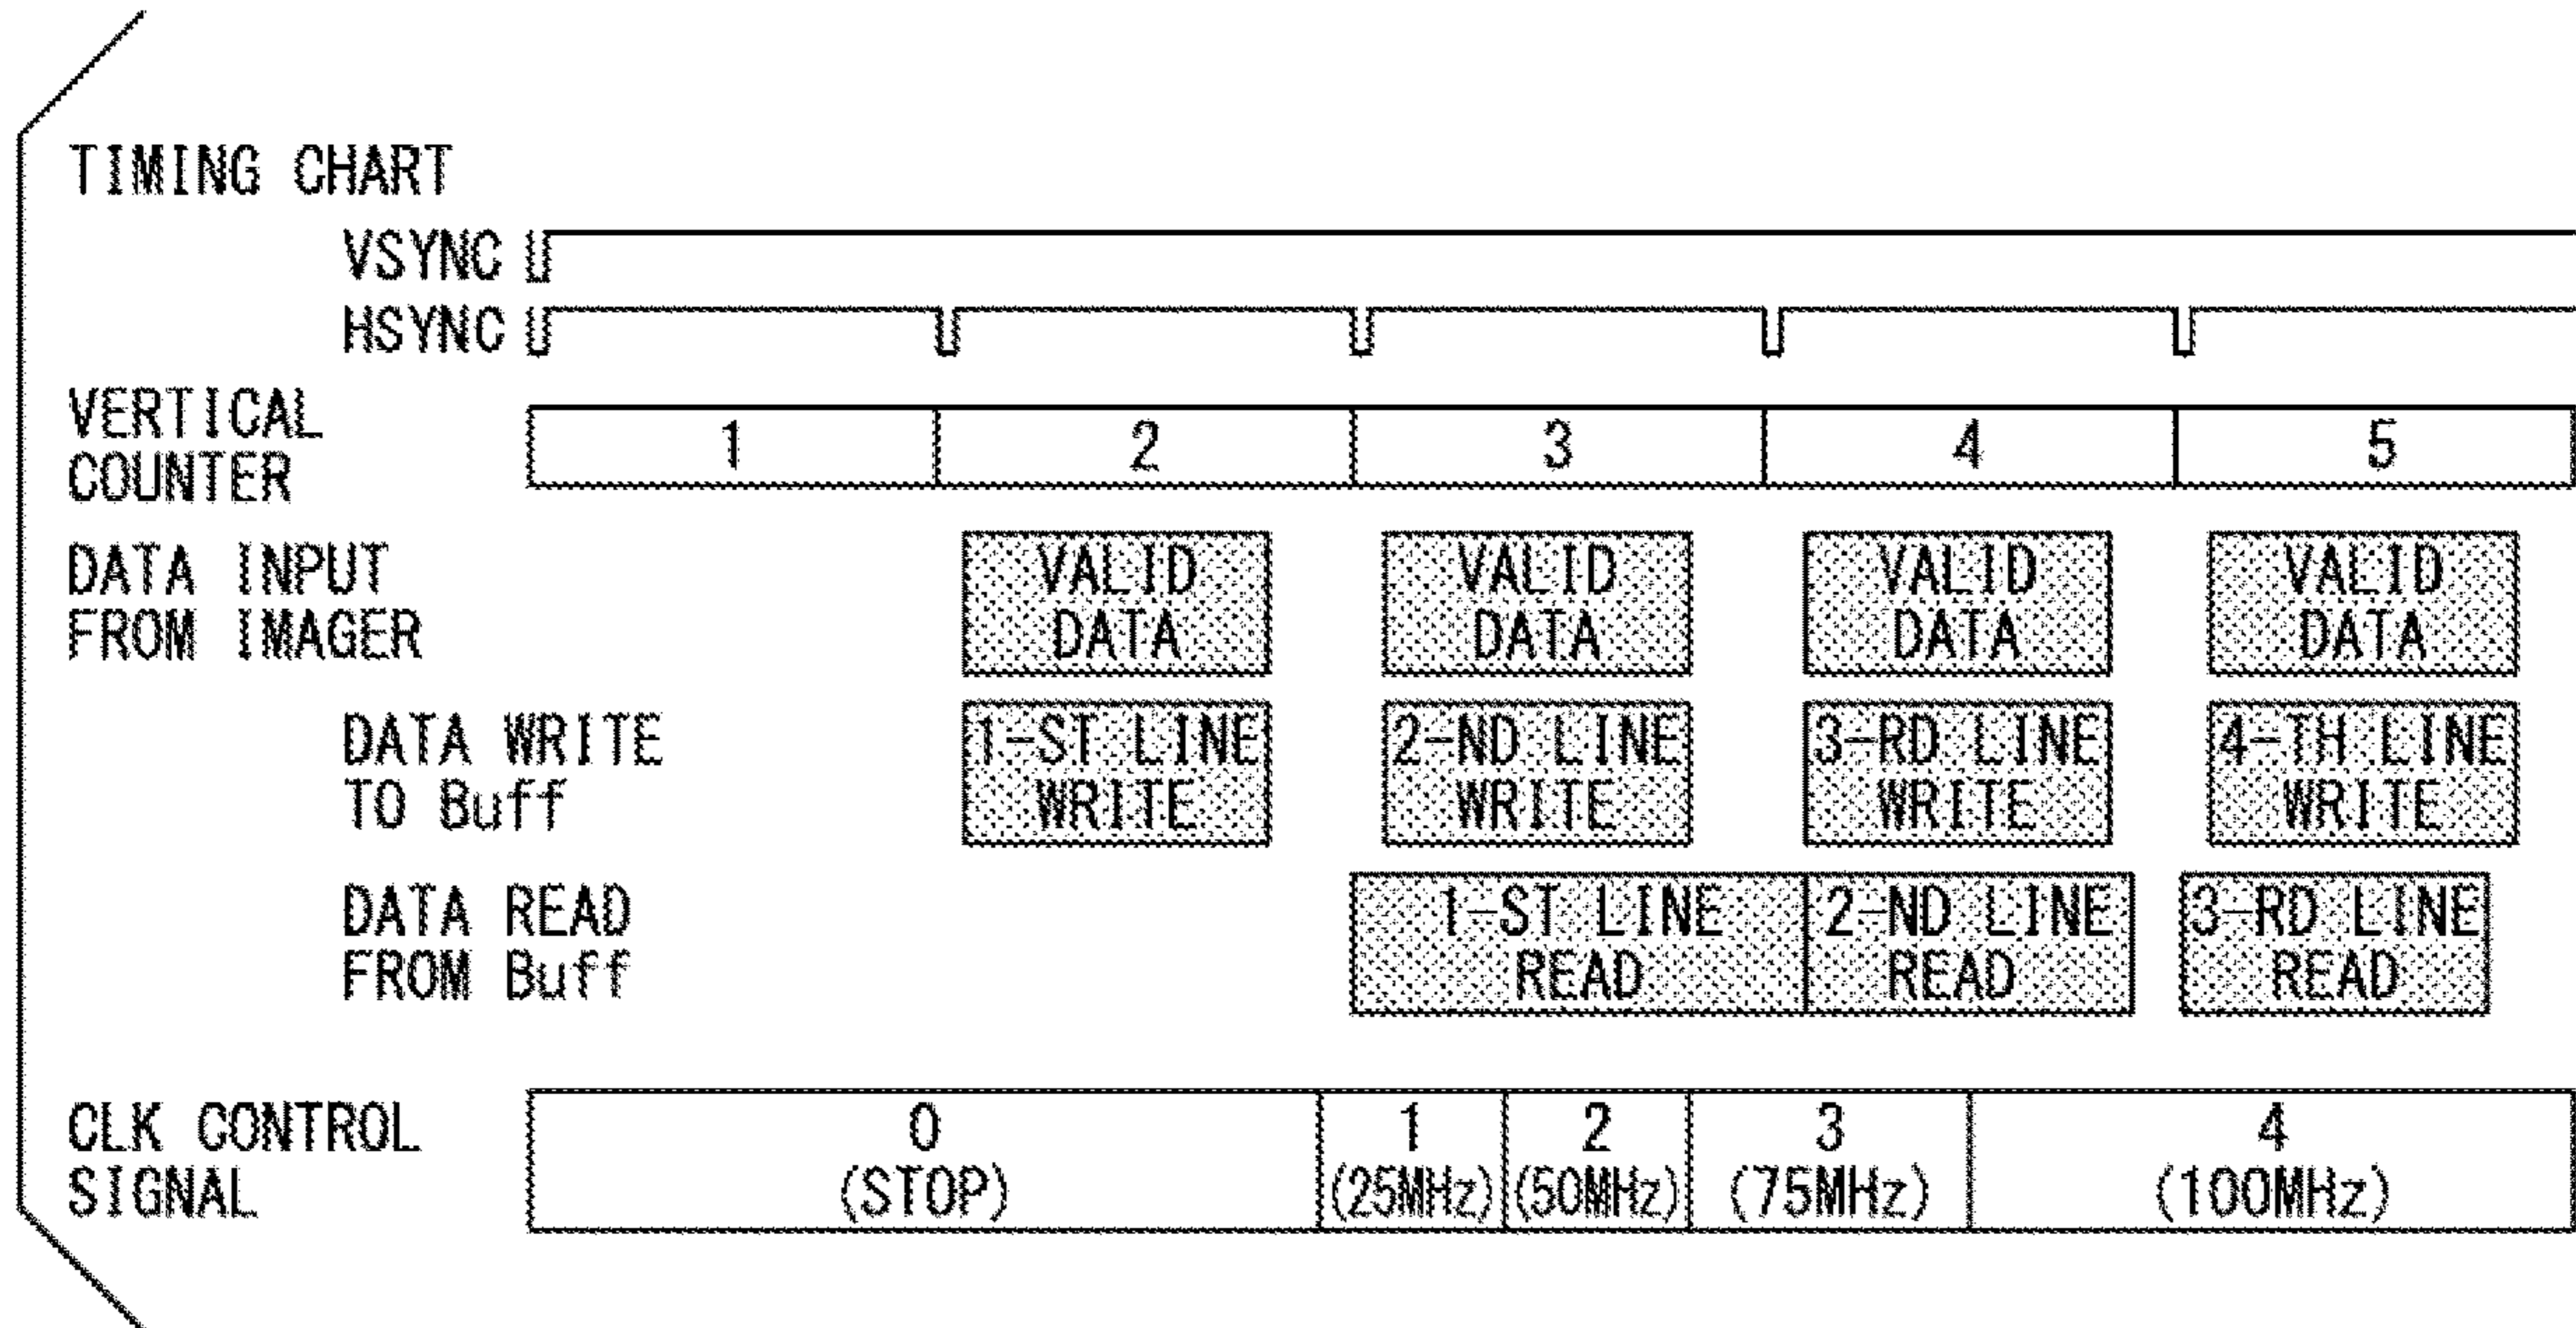 TIMING CHART
VSYNC
HSYNC
VERTICAL
COUNTER
1 2 3 4 5
DATA INPUT
FROM IMAGER
VALID
DATA
VALID
DATA
VALID
DATA
VALID
DATA
DATA WRITE
TO Buff
1-ST LINE
WRITE
2-ND LINE
WRITE
3-RD LINE
WRITE
4-TH LINE
WRITE
DATA READ
FROM Buff
1-ST LINE
READ
2-ND LINE
READ
3-RD LINE
READ
CLK CONTROL
SIGNAL
0
(STOP)
1
(25MHz)
2
(50MHz)
3
(75MHz)
4
(100MHz)